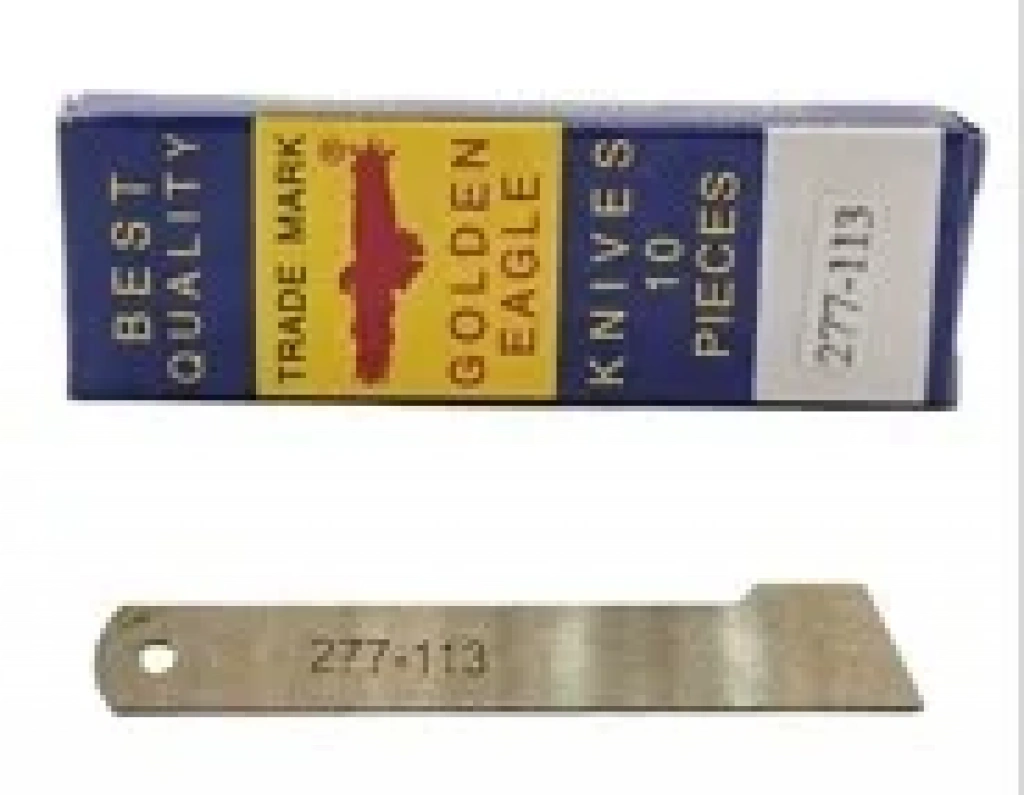 BEST
QUALITY
TRADE MARK
®
GOLDEN
EAGLE
KNIVES
10
PIECES
277-113
277-113